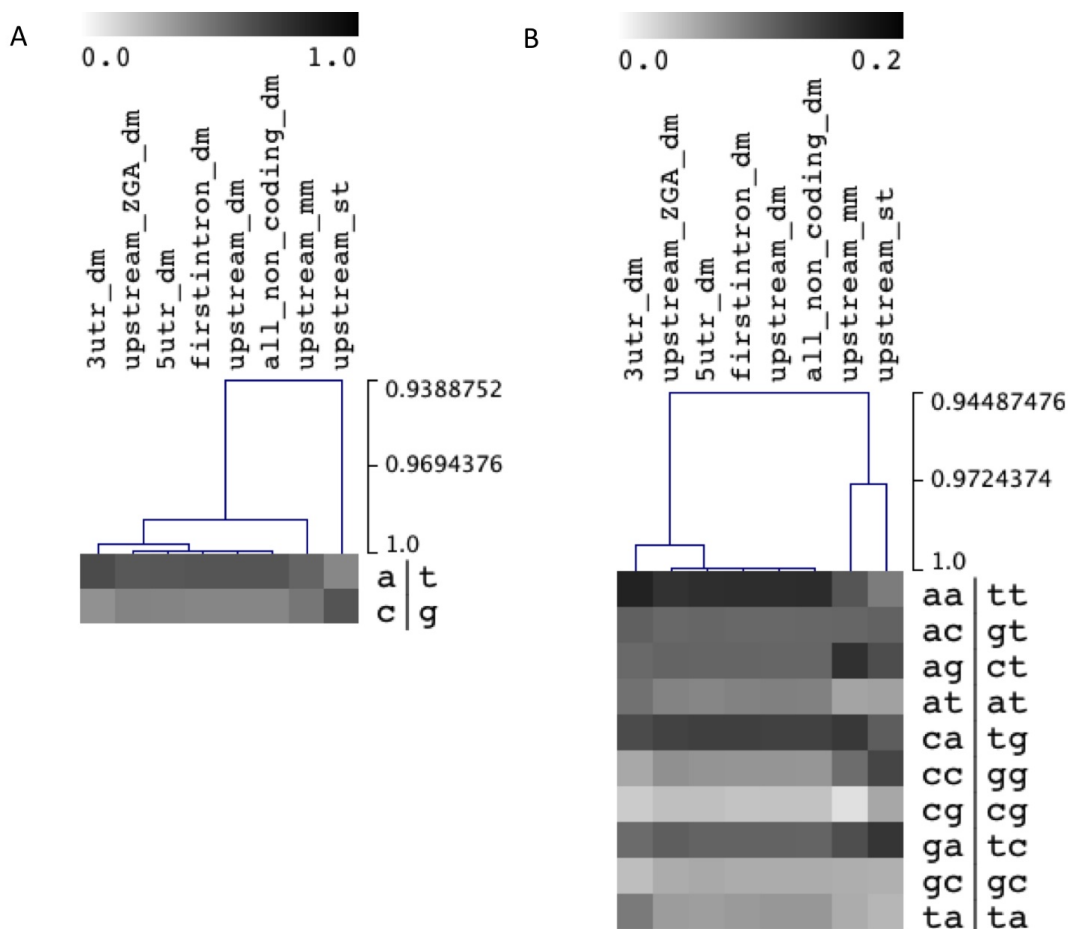 A
0.0 1.0
3utr_dm
upstream_ZGA_dm
5utr_dm
firstintron_dm
upstream_dm
all_non_coding_dm
upstream_mm
upstream_st
0.9388752
0.9694376
1.0
a|t
c|g
B
0.0 0.2
3utr_dm
upstream_ZGA_dm
5utr_dm
firstintron_dm
upstream_dm
all_non_coding_dm
upstream_mm
upstream_st
0.94487476
0.9724374
1.0
aa|tt
ac|gt
ag|ct
at|at
ca|tg
cc|gg
cg|cg
ga|tc
gc|gc
ta|ta